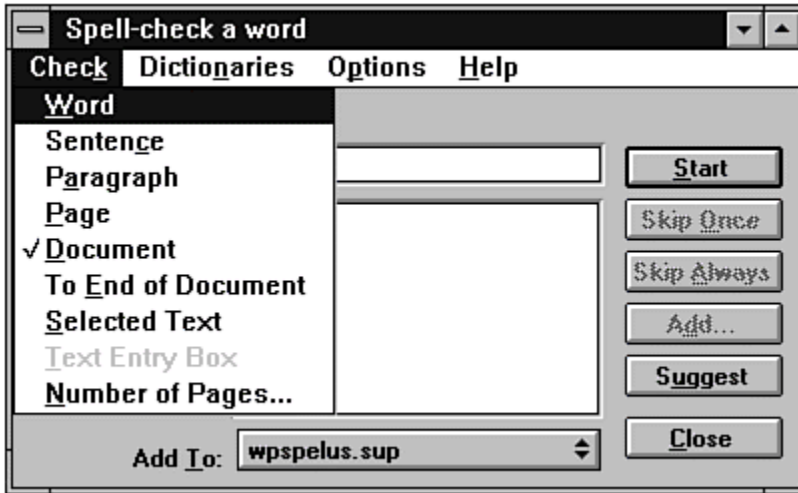 Spell-check a word
Check Dictionaries Options Help
Word
Sentence
Paragraph
Page
Document
To End of Document
Selected Text
Text Entry Box
Number of Pages...
Start
Skip Once
Skip Always
Add...
Suggest
Close
Add To: wpspelus.sup